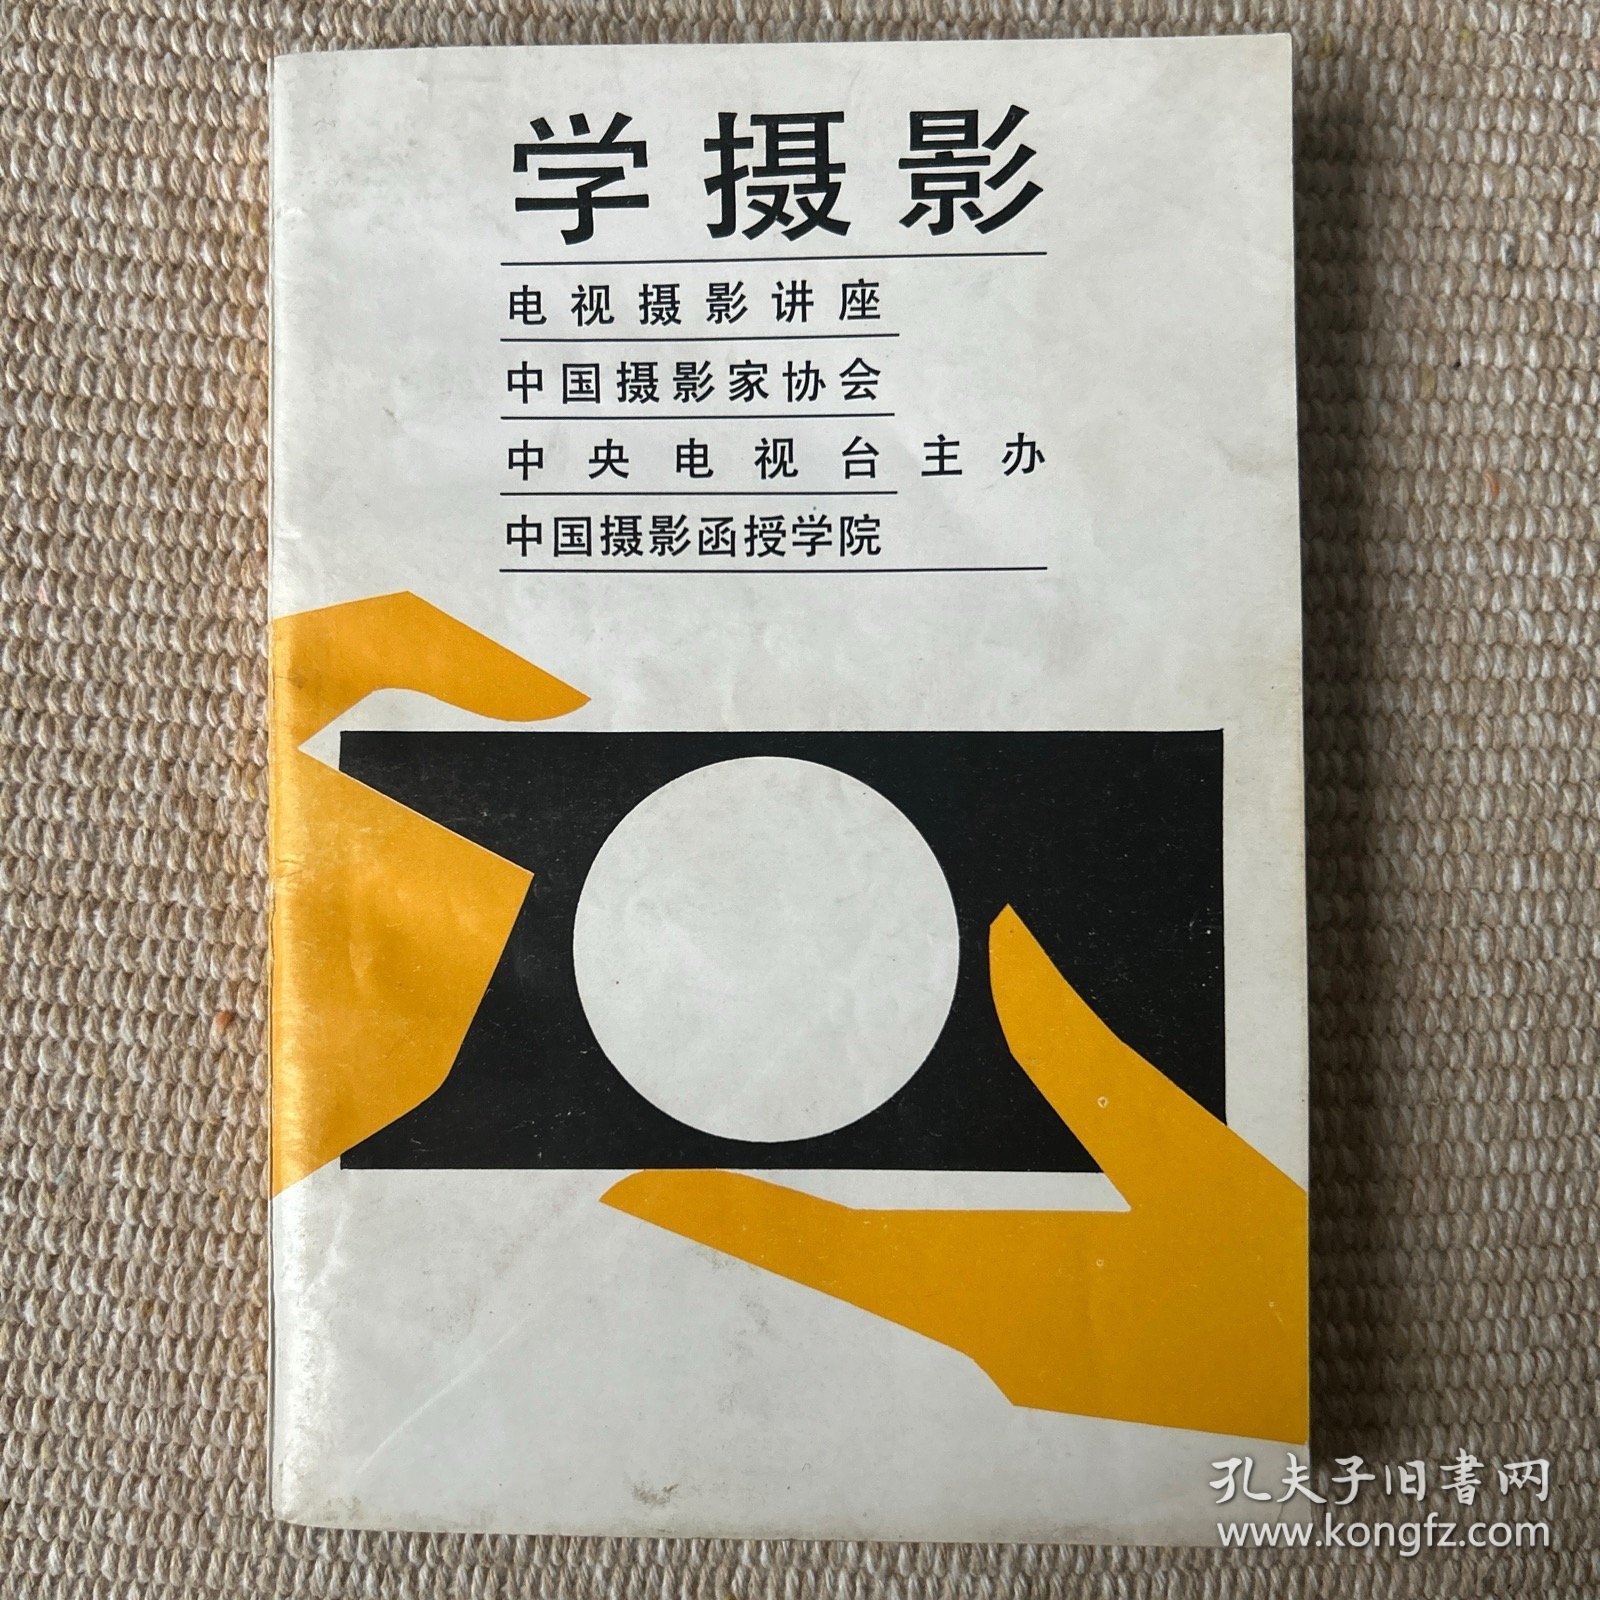 学摄影
电视摄影讲座
中国摄影家协会
中央电视台主办
中国摄影函授学院
孔夫子旧书网
www.kongfz.com